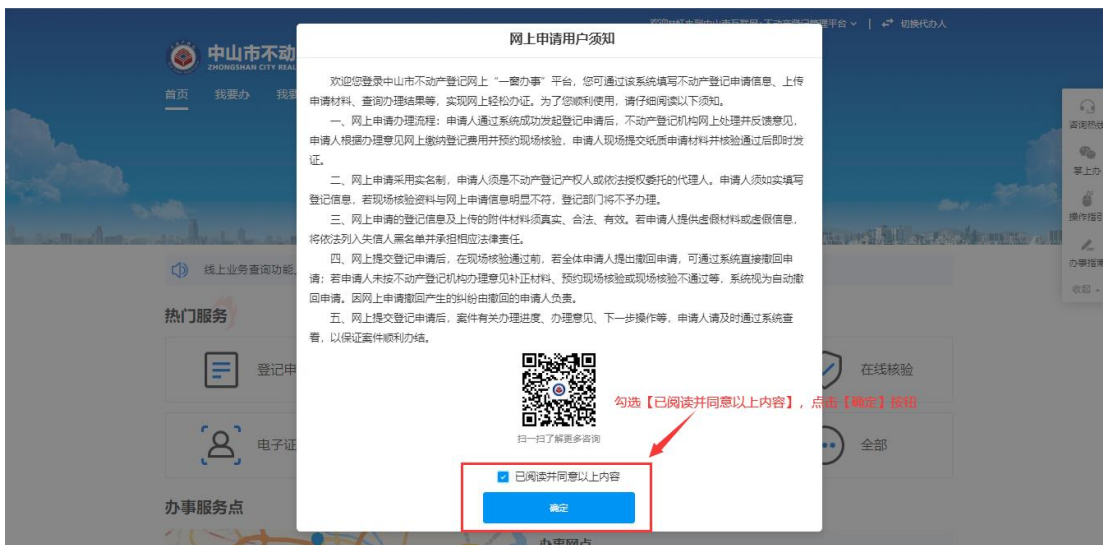 理平台
切换代办人
中山市不动
ZHONGSHAN CITY REAL
首页
我要办
网上申请用户须知
欢迎您登录中山市不动产登记网上“一窗办事”平台，您可通过该系统填写不动产登记申请信息、上传
申请材料、查询办理结果等，实现网上轻松办证。为了您顺利使用，请仔细阅读以下须知。
一、网上申请办理流程：申请人通过系统成功发起登记申请后，不动产登记机构网上处理并反馈意见，
申请人根据办理意见网上缴纳登记费用并预约现场核验，申请人现场提交纸质申请材料并核验通过后即时发
证。
二、网上申请采用实名制，申请人须是不动产登记产权人或依法授权委托的代理人。申请人须如实填写
登记信息，若现场核验资料与网上申请信息明显不符，登记部门将不予办理。
三、网上申请的登记信息及上传的附件材料须真实、合法、有效。若申请人提供虚假材料或虚假信息，
将依法列入失信人黑名单并承担相应法律责任。
四、网上提交登记申请后，在现场核验通过前，若全体申请人提出撤回申请，可通过系统直接撤回申
请；若申请人未按不动产登记机构办理意见补正材料、预约现场核验或现场核验不通过等，系统视为自动撤
回申请。因网上申请撤回产生的纠纷由撤回的申请人负责。
五、网上提交登记申请后，案件有关办理进度、办理意见、下一步操作等，申请人请及时通过系统查
看，以保证案件顺利办结。
扫一扫了解更多咨询
已阅读并同意以上内容
确定
勾选【已阅读并同意以上内容】，点击【确定】按钮
线上业务查询功能
热门服务
登记申
在线核验
电子证
全部
办事服务点
办事网点
咨询热线
掌上办
操作指引
办事指南
收起